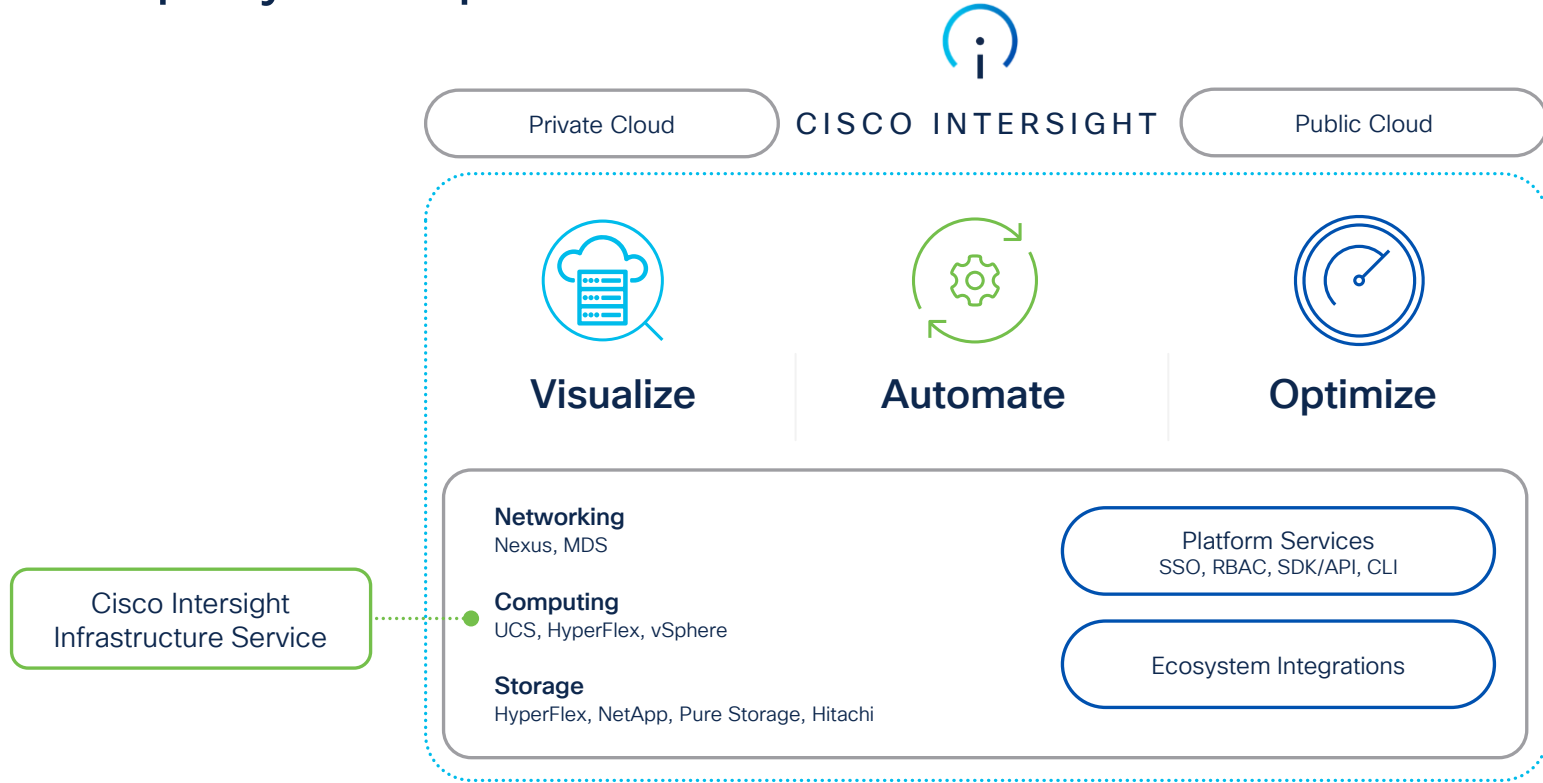 Private Cloud
CISCO INTERSIGHT
Public Cloud
Visualize
Automate
Optimize
Networking
Nexus, MDS
Computing
UCS, HyperFlex, vSphere
Storage
HyperFlex, NetApp, Pure Storage, Hitachi
Platform Services
SSO, RBAC, SDK/API, CLI
Ecosystem Integrations
Cisco Intersight
Infrastructure Service